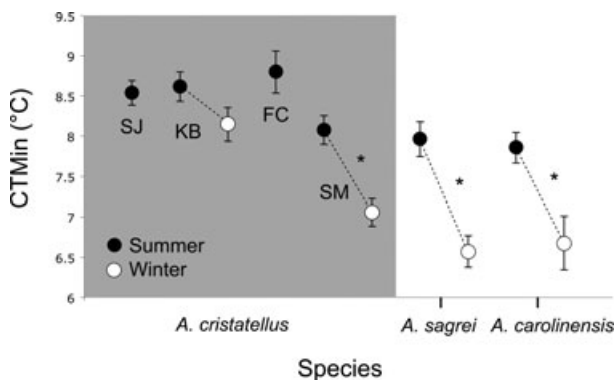 CTMin (°C)
9.5
9
8.5
8
7.5
7
6.5
6
SJ
KB
FC
SM
*
*
*
Summer
Winter
A. cristatellus
A. sagrei
A. carolinensis
Species